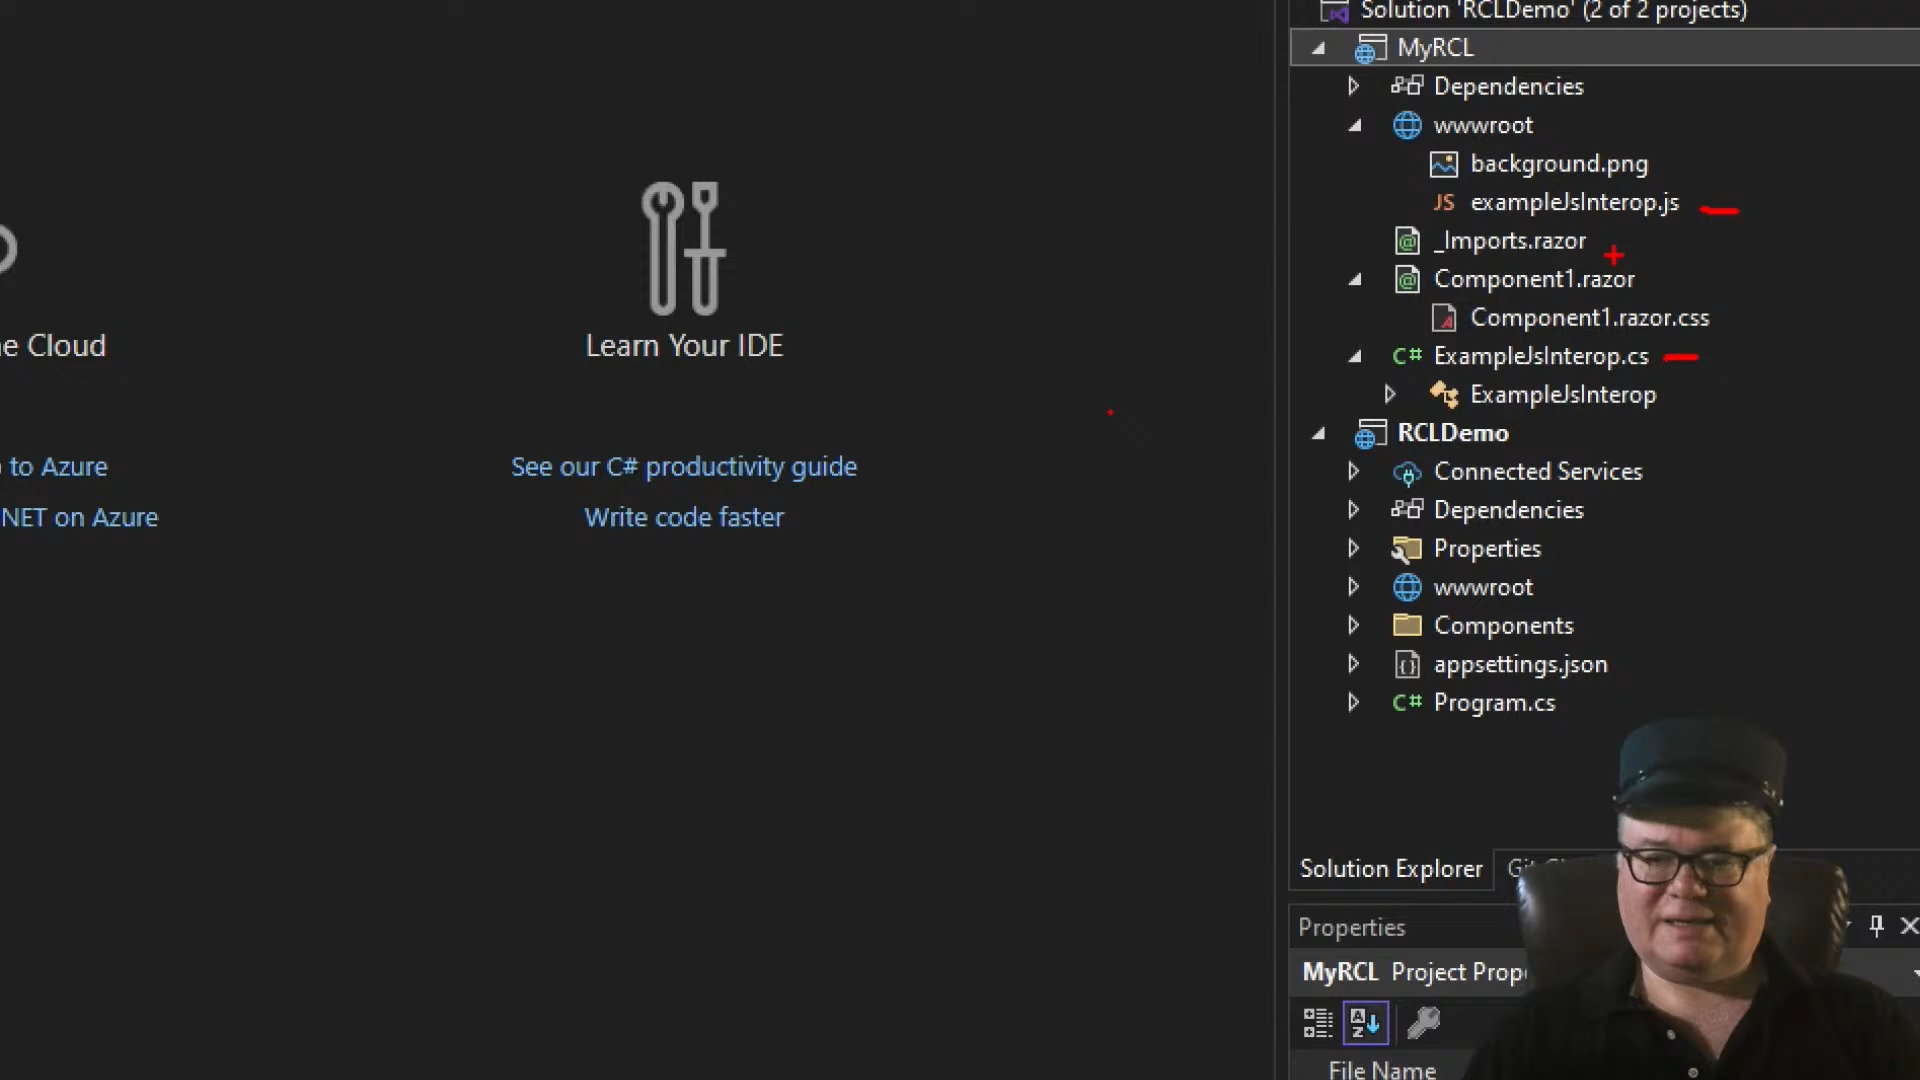 Solution 'RCLDemo' (2 of 2 projects)
MyRCL
Dependencies
wwwroot
background.png
JS exampleJsInterop.js
_Imports.razor
Component1.razor
Component1.razor.css
C# ExampleJsInterop.cs
ExampleJsInterop
RCLDemo
Connected Services
Dependencies
Properties
wwwroot
Components
appsettings.json
C# Program.cs
Cloud
to Azure
NET on Azure
Learn Your IDE
See our C# productivity guide
Write code faster
Solution Explorer
Properties
MyRCL Project
File Name